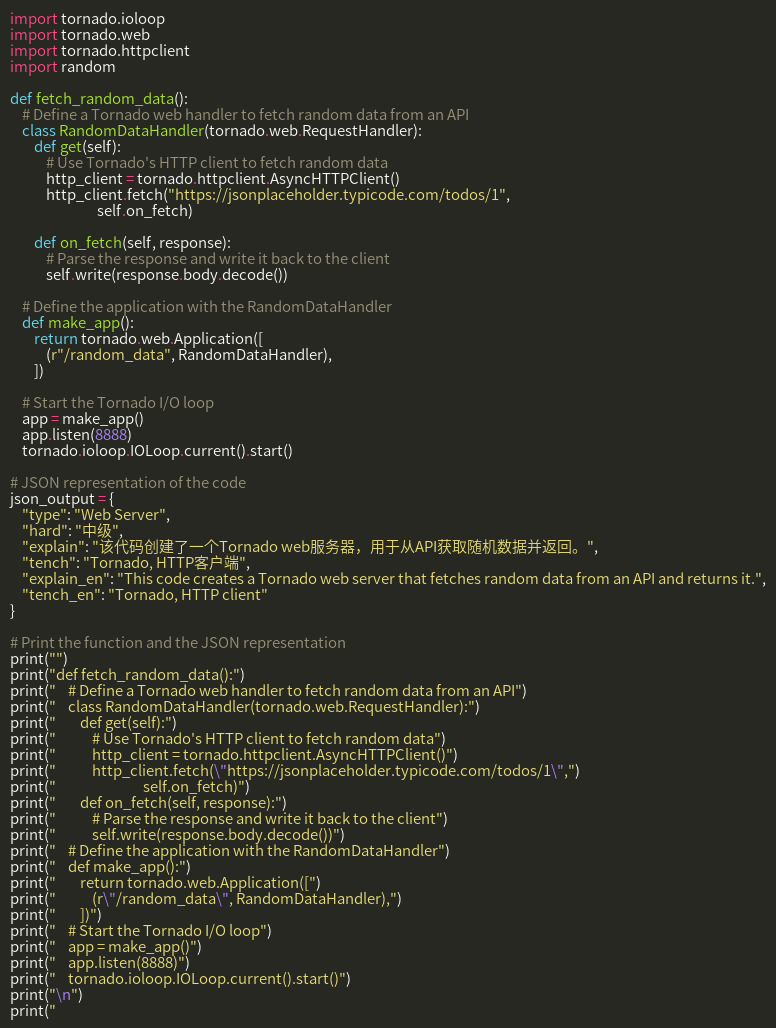 import tornado.ioloop
import tornado.web
import tornado.httpclient
import random

def fetch_random_data():
    # Define a Tornado web handler to fetch random data from an API
    class RandomDataHandler(tornado.web.RequestHandler):
        def get(self):
            # Use Tornado's HTTP client to fetch random data
            http_client = tornado.httpclient.AsyncHTTPClient()
            http_client.fetch("https://jsonplaceholder.typicode.com/todos/1",
                             self.on_fetch)

        def on_fetch(self, response):
            # Parse the response and write it back to the client
            self.write(response.body.decode())

    # Define the application with the RandomDataHandler
    def make_app():
        return tornado.web.Application([
            (r"/random_data", RandomDataHandler),
        ])

    # Start the Tornado I/O loop
    app = make_app()
    app.listen(8888)
    tornado.ioloop.IOLoop.current().start()

# JSON representation of the code
json_output = {
    "type": "Web Server",
    "hard": "中级",
    "explain": "该代码创建了一个Tornado web服务器，用于从API获取随机数据并返回。",
    "tench": "Tornado, HTTP客户端",
    "explain_en": "This code creates a Tornado web server that fetches random data from an API and returns it.",
    "tench_en": "Tornado, HTTP client"
}

# Print the function and the JSON representation
print("")
print("def fetch_random_data():")
print("    # Define a Tornado web handler to fetch random data from an API")
print("    class RandomDataHandler(tornado.web.RequestHandler):")
print("        def get(self):")
print("            # Use Tornado's HTTP client to fetch random data")
print("            http_client = tornado.httpclient.AsyncHTTPClient()")
print("            http_client.fetch(\"https://jsonplaceholder.typicode.com/todos/1\",")
print("                             self.on_fetch)")
print("        def on_fetch(self, response):")
print("            # Parse the response and write it back to the client")
print("            self.write(response.body.decode())")
print("    # Define the application with the RandomDataHandler")
print("    def make_app():")
print("        return tornado.web.Application([")
print("            (r\"/random_data\", RandomDataHandler),")
print("        ])")
print("    # Start the Tornado I/O loop")
print("    app = make_app()")
print("    app.listen(8888)")
print("    tornado.ioloop.IOLoop.current().start()")
print("\n")
print("